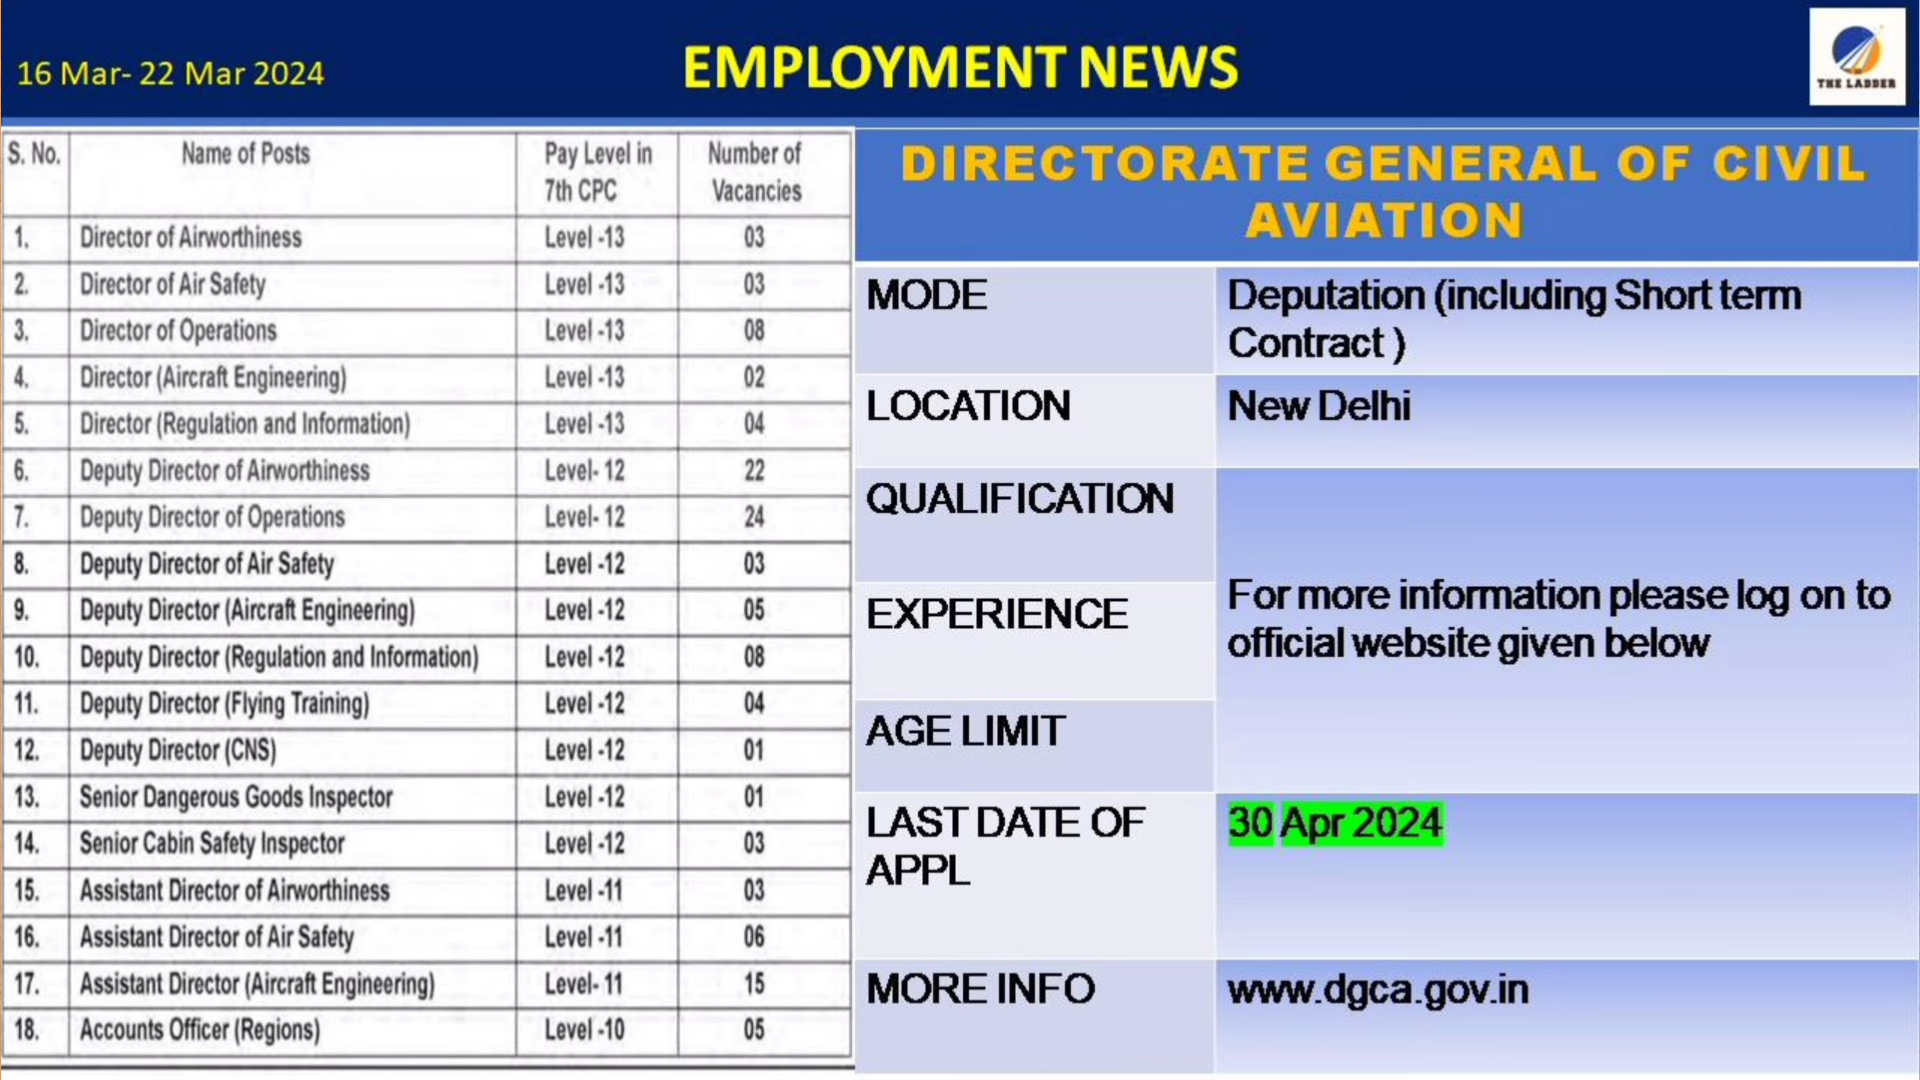 16 Mar- 22 Mar 2024
EMPLOYMENT NEWS
THE LADDER
S. No. Name of Posts Pay Level in 7th CPC Number of Vacancies
1. Director of Airworthiness Level -13 03
2. Director of Air Safety Level -13 03
3. Director of Operations Level -13 08
4. Director (Aircraft Engineering) Level -13 02
5. Director (Regulation and Information) Level -13 04
6. Deputy Director of Airworthiness Level- 12 22
7. Deputy Director of Operations Level- 12 24
8. Deputy Director of Air Safety Level -12 03
9. Deputy Director (Aircraft Engineering) Level -12 05
10. Deputy Director (Regulation and Information) Level -12 08
11. Deputy Director (Flying Training) Level -12 04
12. Deputy Director (CNS) Level -12 01
13. Senior Dangerous Goods Inspector Level -12 01
14. Senior Cabin Safety Inspector Level -12 03
15. Assistant Director of Airworthiness Level -11 03
16. Assistant Director of Air Safety Level -11 06
17. Assistant Director (Aircraft Engineering) Level- 11 15
18. Accounts Officer (Regions) Level -10 05
DIRECTORATE GENERAL OF CIVIL
AVIATION
MODE Deputation (including Short term
Contract )
LOCATION New Delhi
QUALIFICATION
EXPERIENCE
AGE LIMIT
For more information please log on to
official website given below
LAST DATE OF
APPL
30 Apr 2024
MORE INFO www.dgca.gov.in